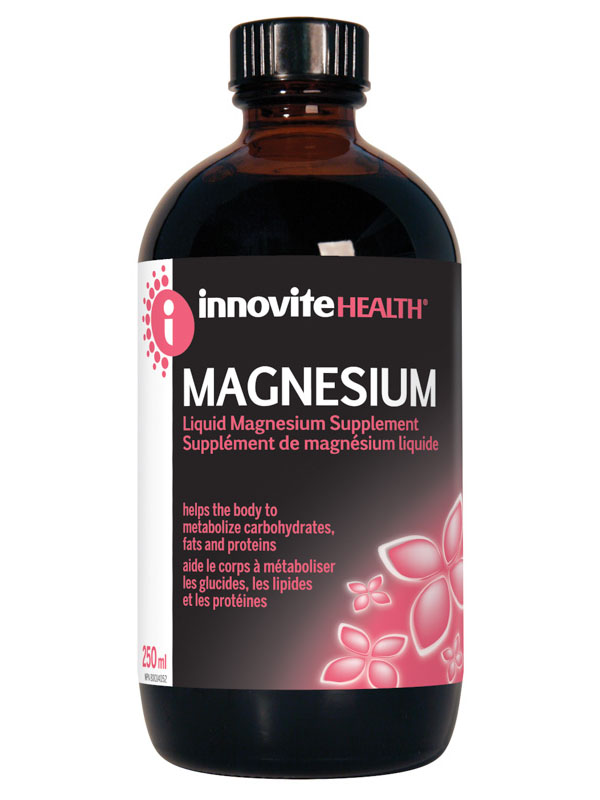 i innoviteHEALTH®
MAGNESIUM
Liquid Magnesium Supplement
Supplément de magnésium liquide
helps the body to
metabolize carbohydrates,
fats and proteins
aide le corps à métaboliser
les glucides, les lipides
et les protéines
250 ml